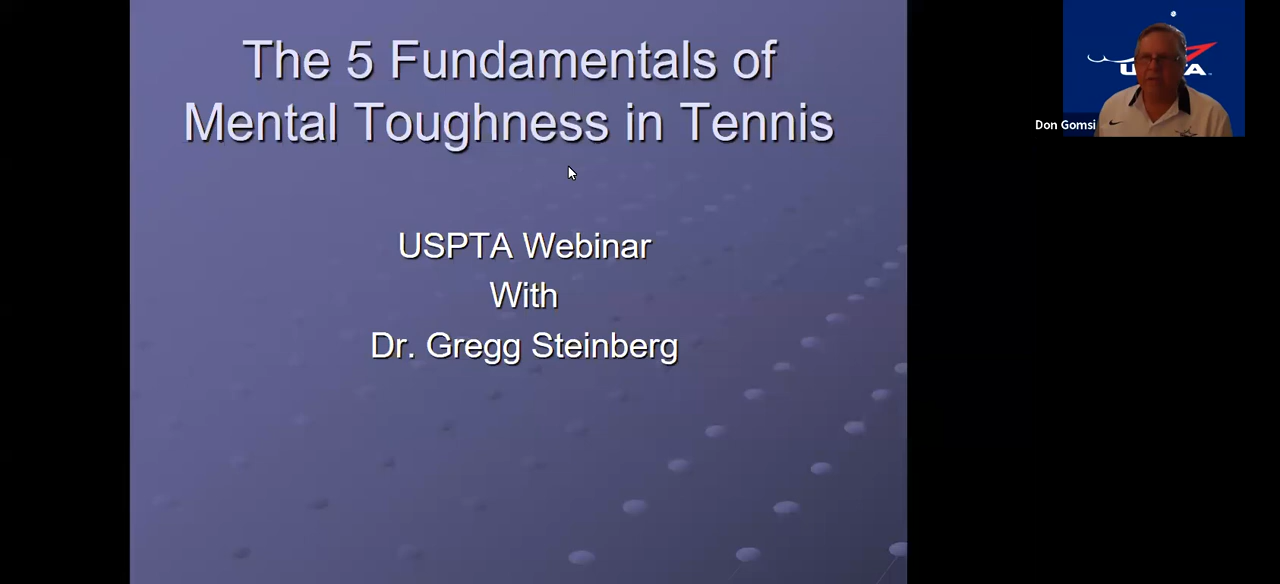 The 5 Fundamentals of
Mental Toughness in Tennis
USPTA Webinar
With
Dr. Gregg Steinberg
Don Gomsi